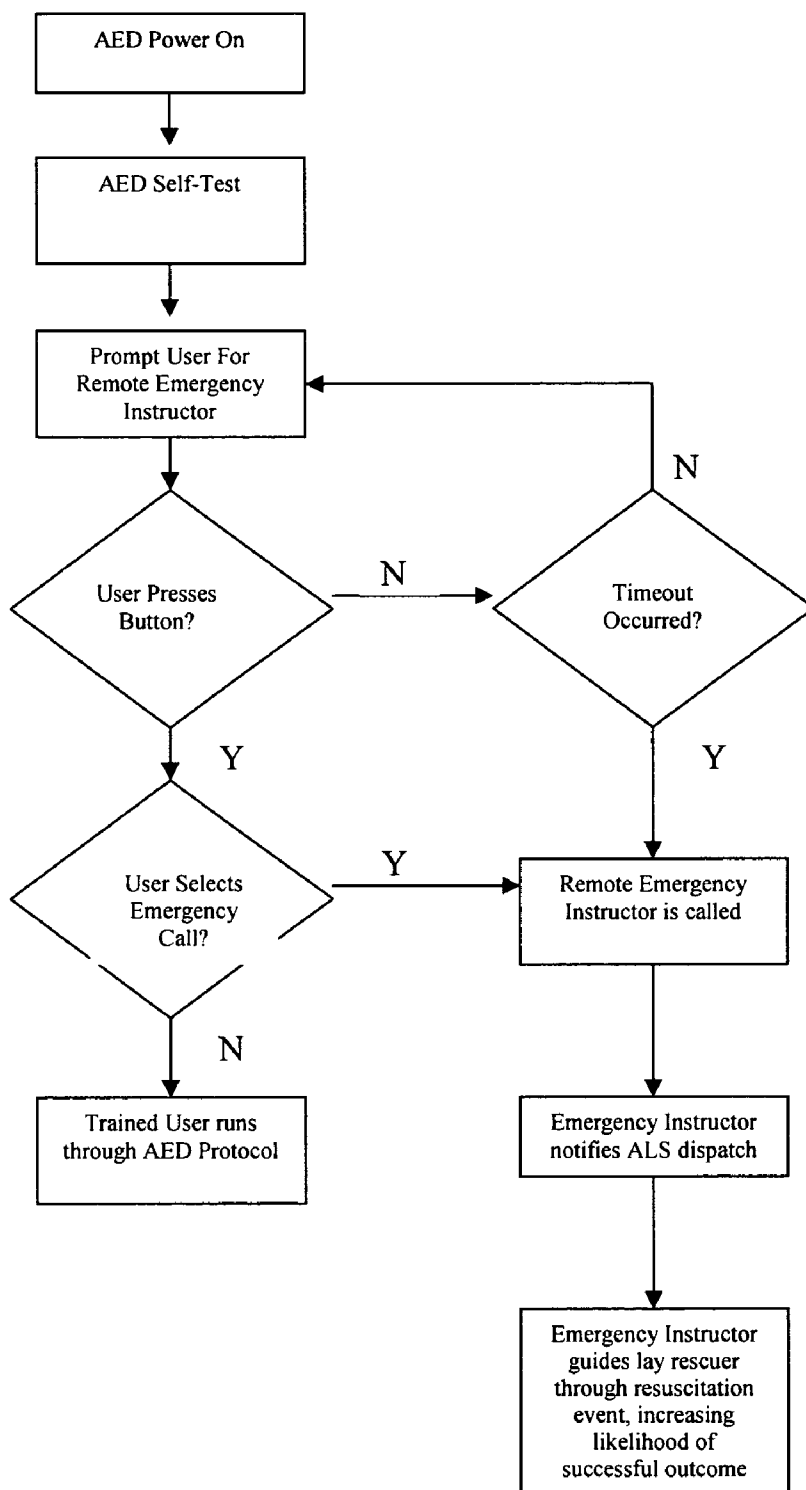 AED Power On
AED Self-Test
Prompt User For
Remote Emergency
Instructor
N
User Presses
Button?
N
Timeout
Occurred?
Y
Y
User Selects
Emergency
Call?
Y
Remote Emergency
Instructor is called
N
Trained User runs
through AED Protocol
Emergency Instructor
notifies ALS dispatch
Emergency Instructor
guides lay rescuer
through resuscitation
event, increasing
likelihood of
successful outcome